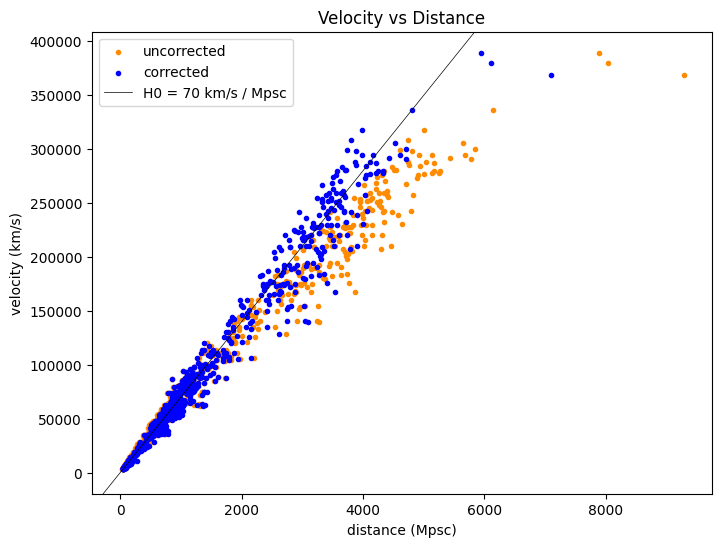 Velocity vs Distance
uncorrected
corrected
H0 = 70 km/s / Mpsc
400000
350000
300000
250000
200000
150000
100000
50000
0
velocity (km/s)
0 2000 4000 6000 8000
distance (Mpsc)